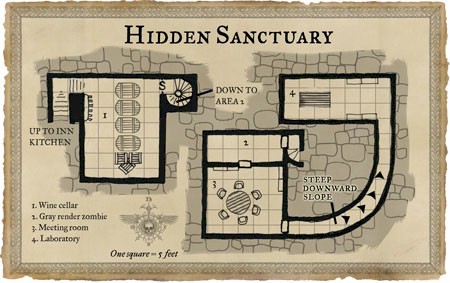 HIDDEN SANCTUARY
S
DOWN TO
AREA 2
1
4
UP TO INN
KITCHEN
2
3
STEEP
DOWNWARD
SLOPE
1. Wine cellar
2. Gray render zombie
3. Meeting room
4. Laboratory
One square = 5 feet